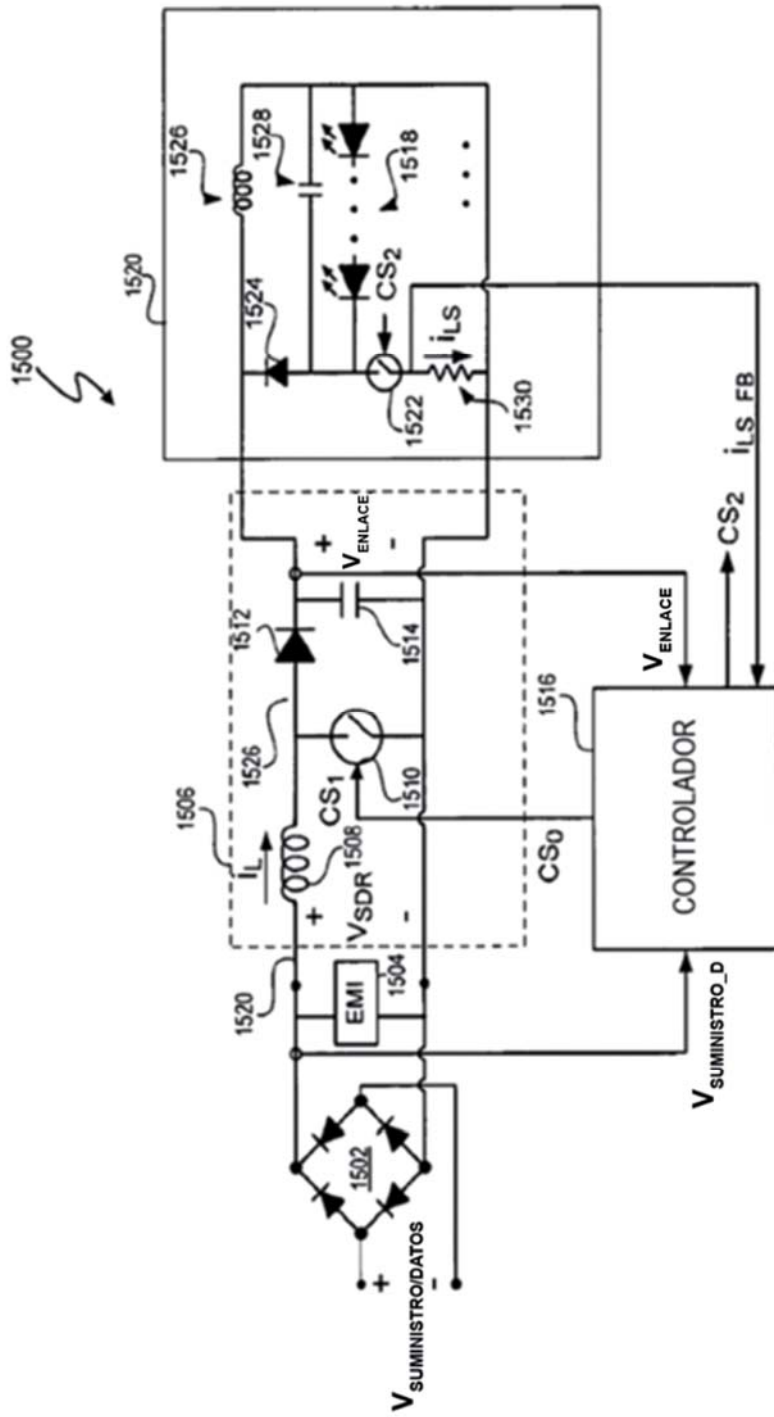 1500
1520
1526
1524
1528
1518
CS2
1522
iLS
1530
iLS_FB
1506
iL
1508
1526
1512
+
VENLACE
-
1514
CS1
1510
+
VSDR
-
1520
EMI
1504
1502
+
VSUMINISTRO/DATOS
-
VSUMINISTRO_D
CS0
1516
CONTROLADOR
VENLACE
CS2